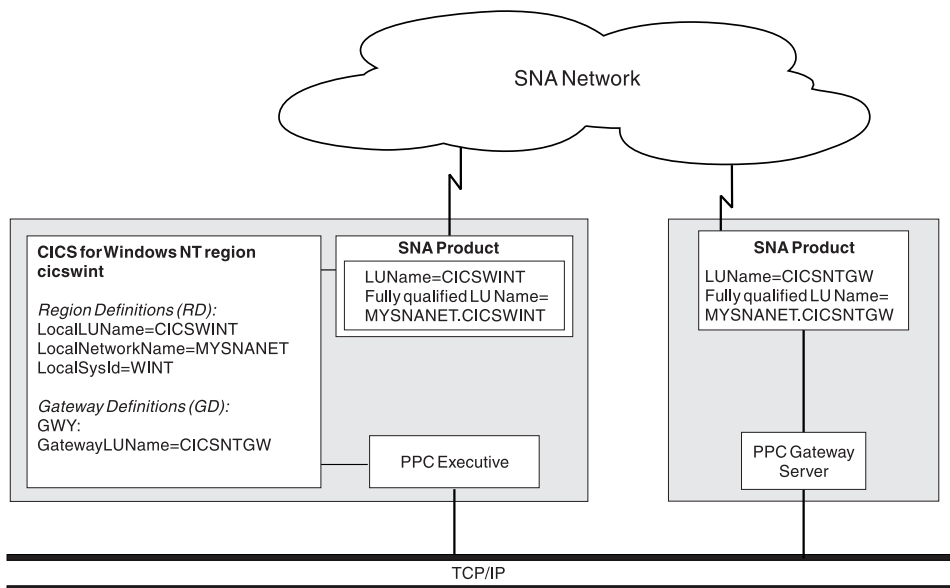 SNA Network
CICS for Windows NT region
cicswint
Region Definitions (RD):
LocalLUName=CICSWINT
LocalNetworkName=MYSNANET
LocalSysId=WINT
Gateway Definitions (GD):
GWY:
GatewayLUName=CICSNTGW
SNA Product
LUName=CICSWINT
Fully qualified LU Name=
MYSNANET.CICSWINT
PPC Executive
SNA Product
LUName=CICSNTGW
Fully qualified LU Name=
MYSNANET.CICSNTGW
PPC Gateway
Server
TCP/IP